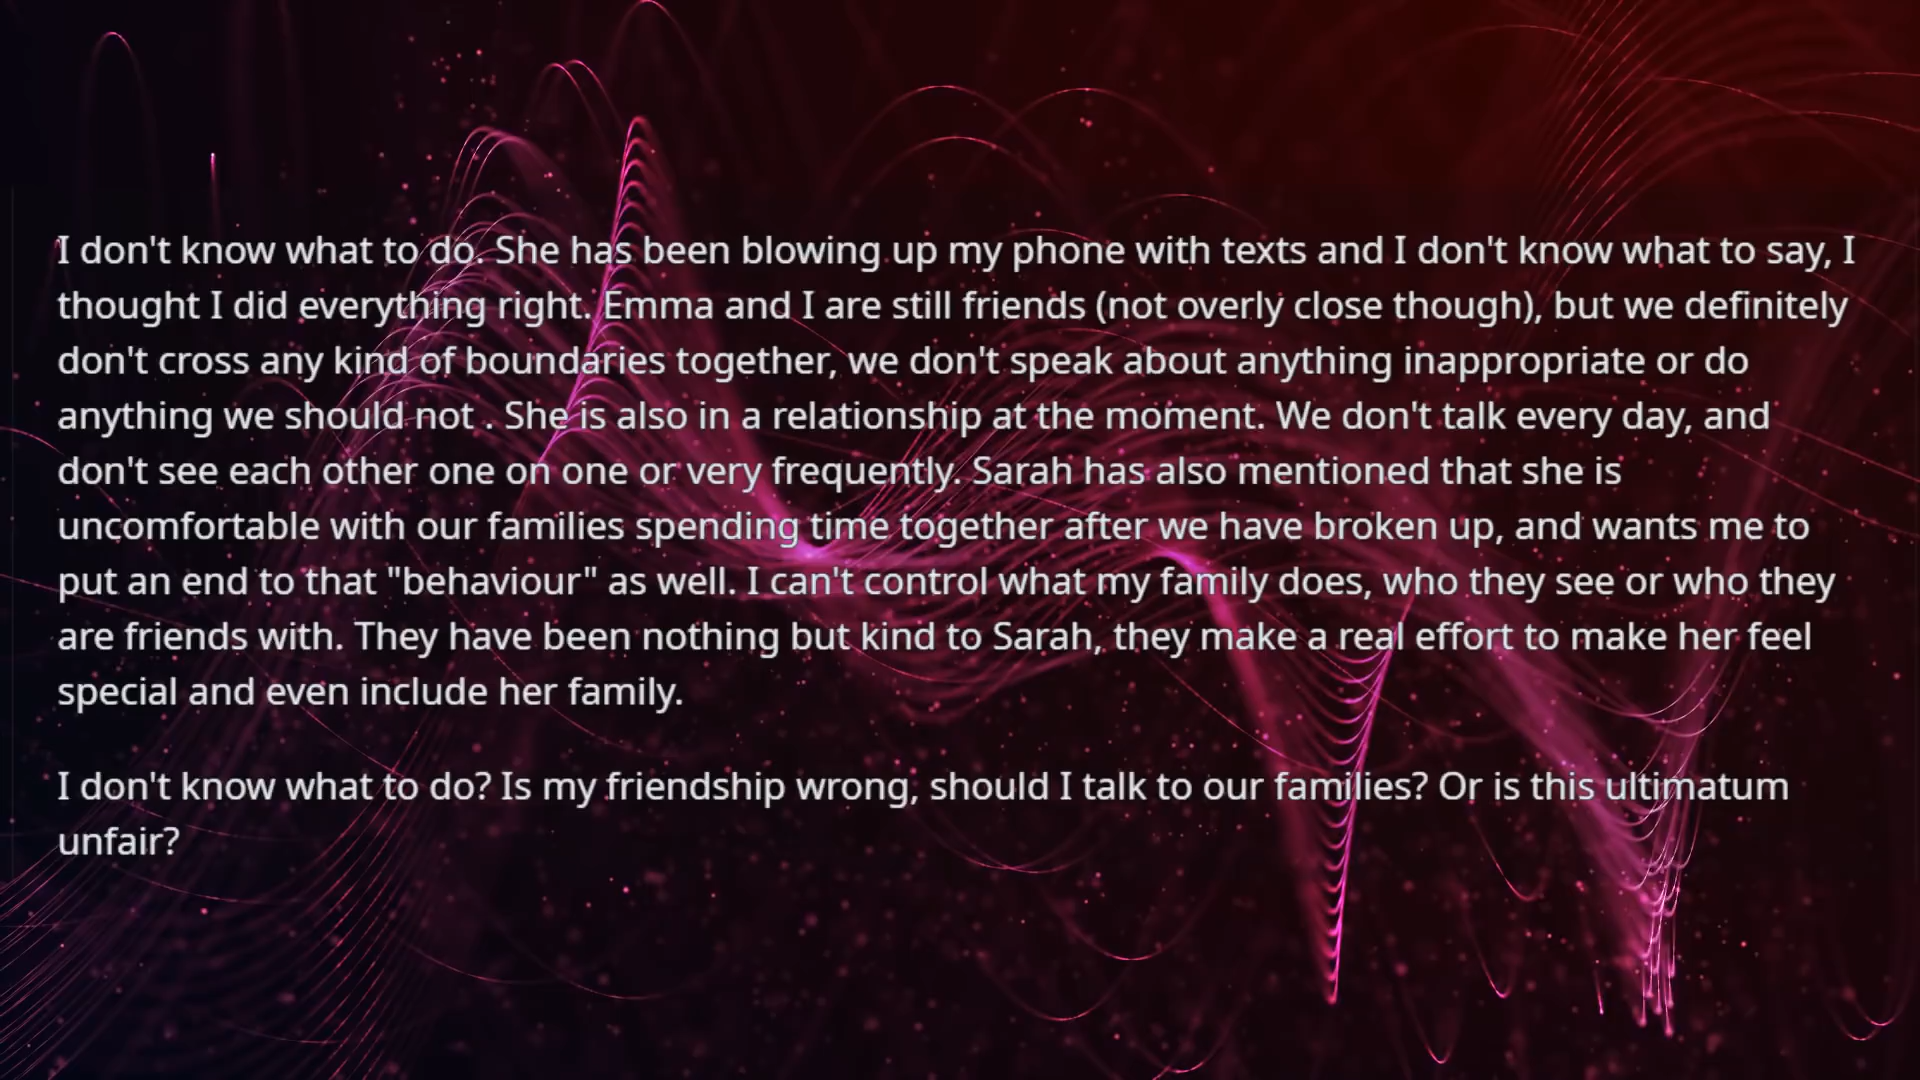 I don't know what to do. She has been blowing up my phone with texts and I don't know what to say, I
thought I did everything right. Emma and I are still friends (not overly close though), but we definitely
don't cross any kind of boundaries together, we don't speak about anything inappropriate or do
anything we should not . She is also in a relationship at the moment. We don't talk every day, and
don't see each other one on one or very frequently. Sarah has also mentioned that she is
uncomfortable with our families spending time together after we have broken up, and wants me to
put an end to that "behaviour" as well. I can't control what my family does, who they see or who they
are friends with. They have been nothing but kind to Sarah, they make a real effort to make her feel
special and even include her family.
I don't know what to do? Is my friendship wrong, should I talk to our families? Or is this ultimatum
unfair?